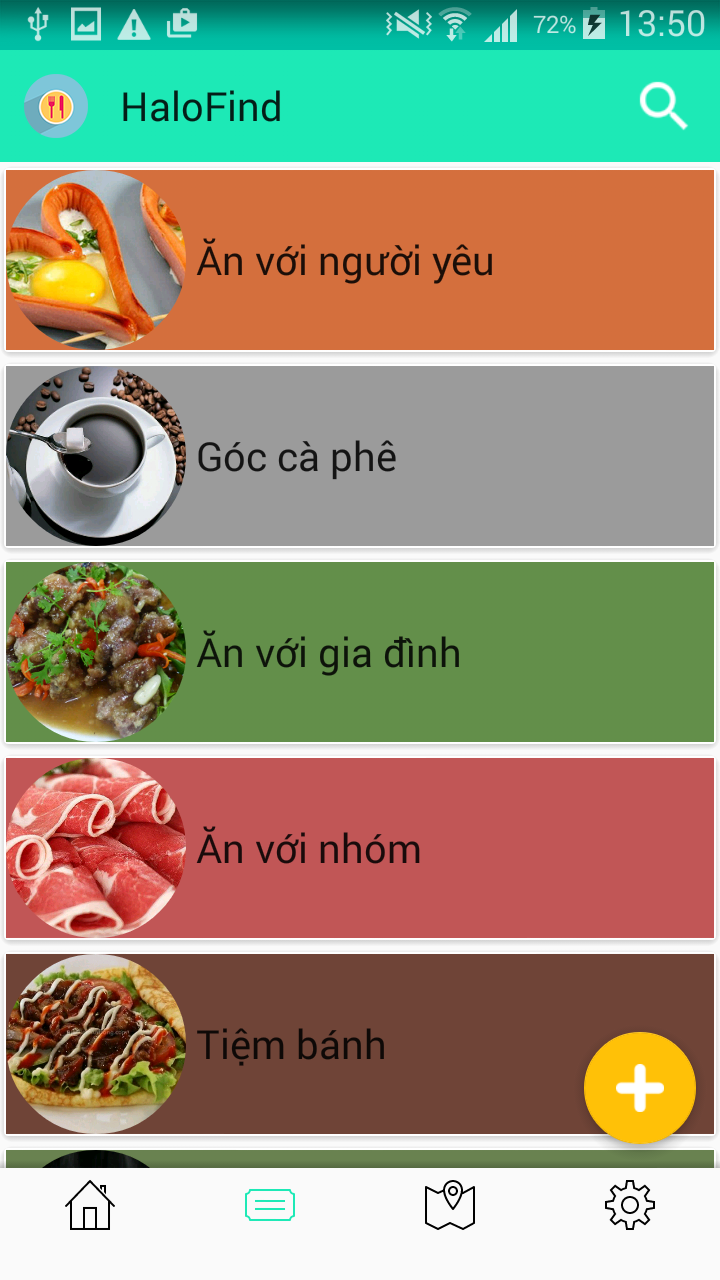 72% 13:50
HaloFind
Ăn với người yêu
Góc cà phê
Ăn với gia đình
Ăn với nhóm
Tiệm bánh